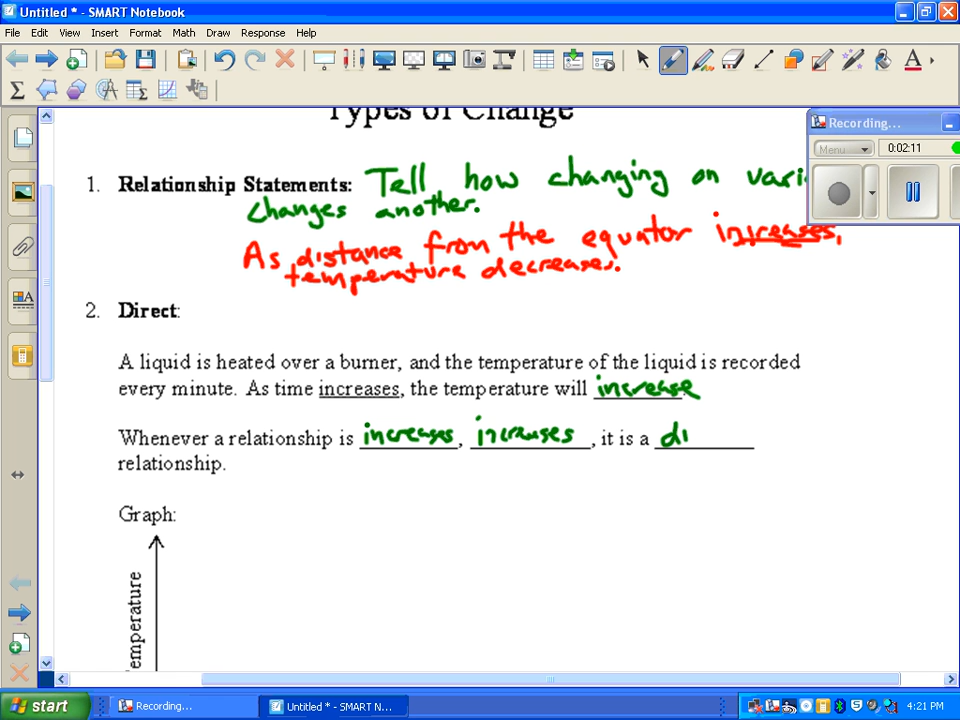 Untitled * - SMART Notebook
File Edit View Insert Format Math Draw Response Help
Types of Change
Recording...
Menu
0:02:11
1. Relationship Statements: Tell how changing on vari
changes another.
As distance from the equator increases,
temperature decreases.
2. Direct:
A liquid is heated over a burner, and the temperature of the liquid is recorded
every minute. As time increases, the temperature will increase.
Whenever a relationship is increases, increases, it is a di
relationship.
Graph:
emperature
start
Recording...
Untitled * - SMART N...
4:21 PM